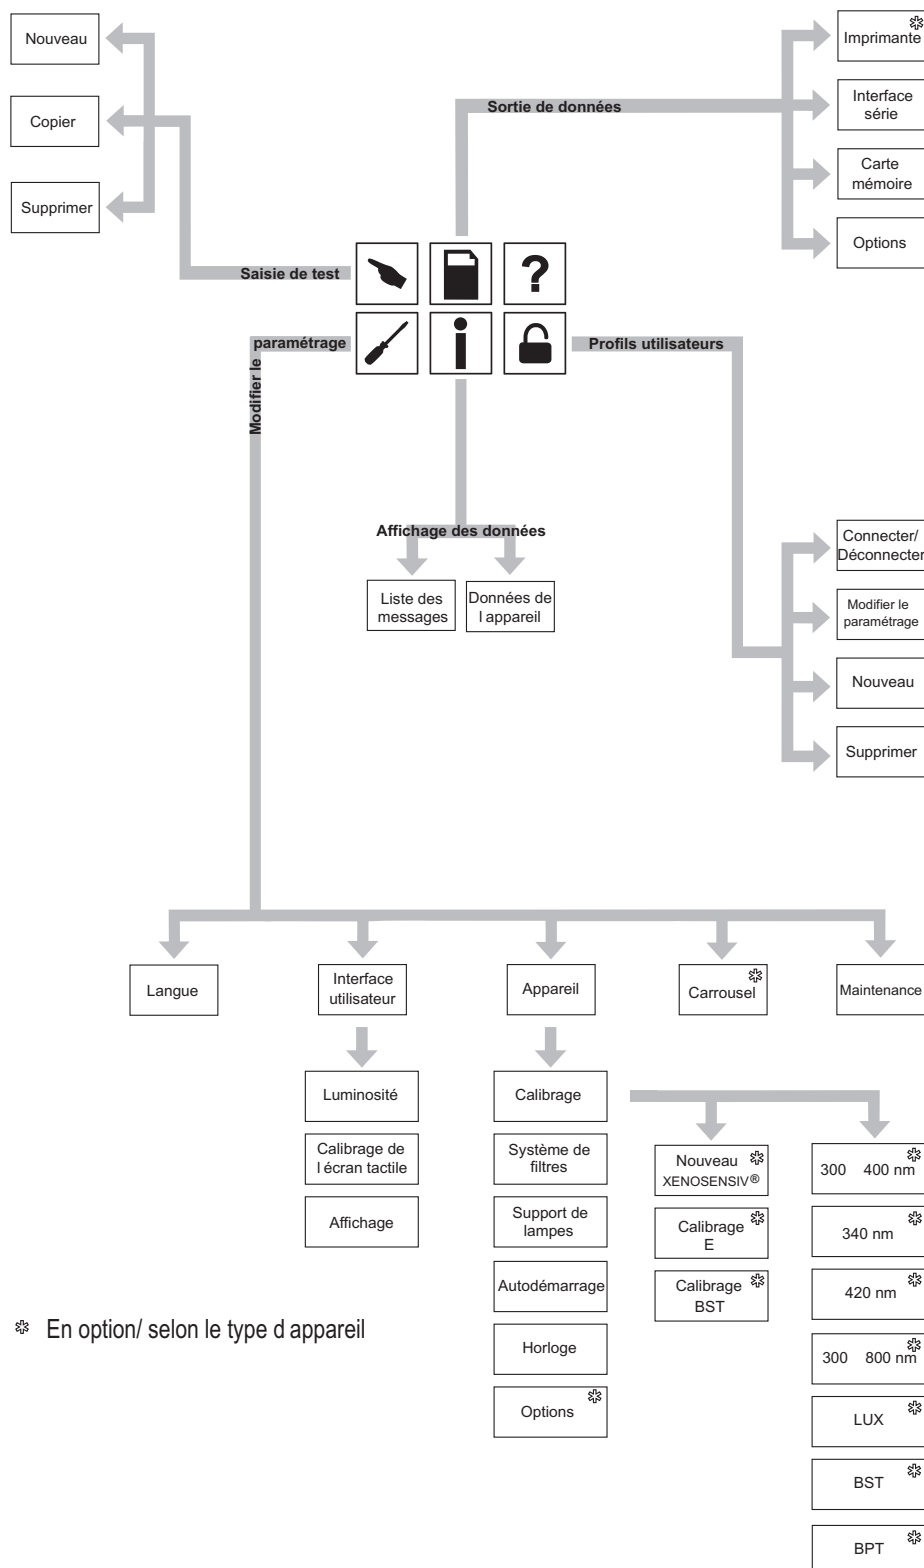 Nouveau
Copier
Supprimer
Saisie de test
Sortie de données
Imprimante
Interface
série
Carte
mémoire
Options
?
i
paramétrage
Modifier le
Profils utilisateurs
Affichage des données
Liste des
messages
Données de
l appareil
Connecter/
Déconnecter
Modifier le
paramétrage
Nouveau
Supprimer
Langue
Interface
utilisateur
Appareil
Carrousel
Maintenance
Luminosité
Calibrage de
l écran tactile
Affichage
Calibrage
Système de
filtres
Support de
lampes
Autodémarrage
Horloge
Options
Nouveau
XENOSENSIV®
Calibrage
E
Calibrage
BST
300 400 nm
340 nm
420 nm
300 800 nm
LUX
BST
BPT
En option/ selon le type d appareil